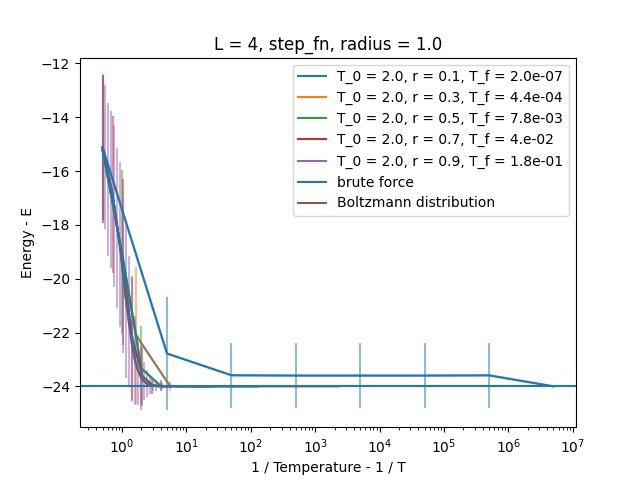 L = 4, step_fn, radius = 1.0
−12
−14
−16
−18
−20
−22
−24
Energy - E
T_0 = 2.0, r = 0.1, T_f = 2.0e-07
T_0 = 2.0, r = 0.3, T_f = 4.4e-04
T_0 = 2.0, r = 0.5, T_f = 7.8e-03
T_0 = 2.0, r = 0.7, T_f = 4.e-02
T_0 = 2.0, r = 0.9, T_f = 1.8e-01
brute force
Boltzmann distribution
10⁰ 10¹ 10² 10³ 10⁴ 10⁵ 10⁶ 10⁷
1 / Temperature - 1 / T